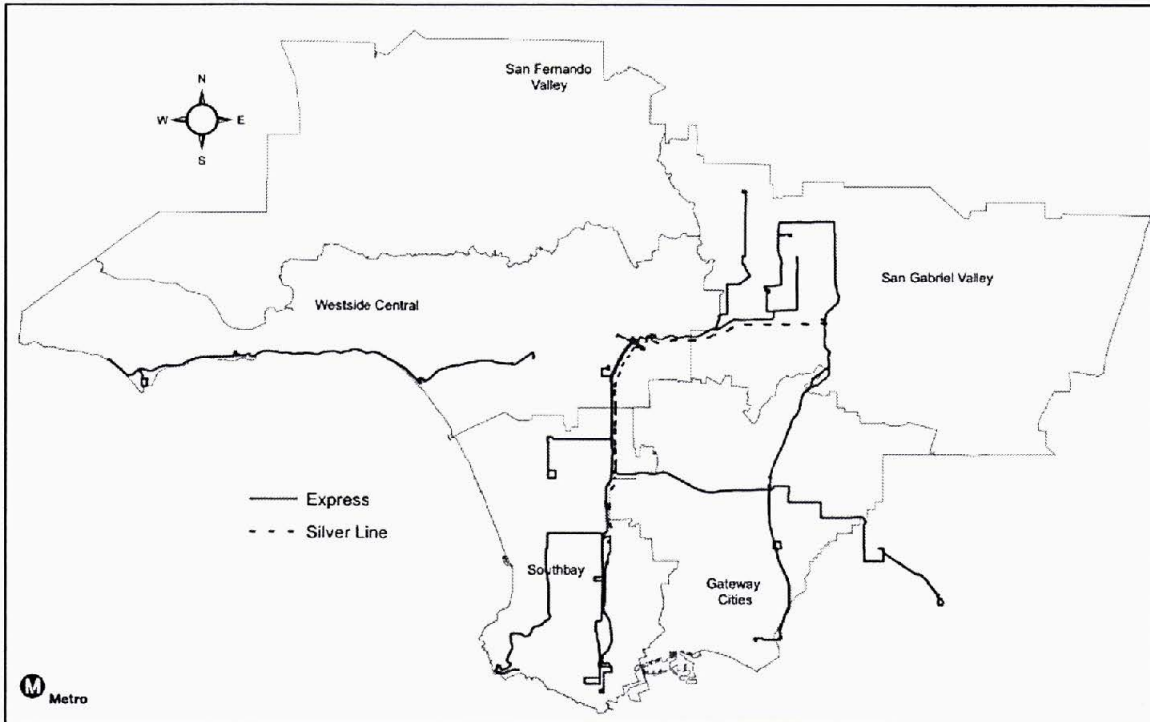 San Fernando
Valley
N
W
E
S
San Gabriel Valley
Westside Central
Express
Silver Line
Southbay
Gateway
Cities
M
Metro